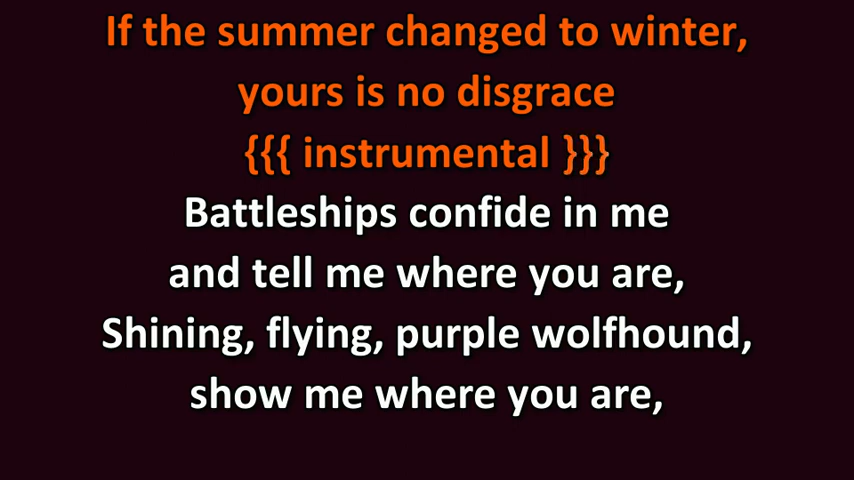 If the summer changed to winter,
yours is no disgrace
{{{ instrumental }}}
Battleships confide in me
and tell me where you are,
Shining, flying, purple wolfhound,
show me where you are,